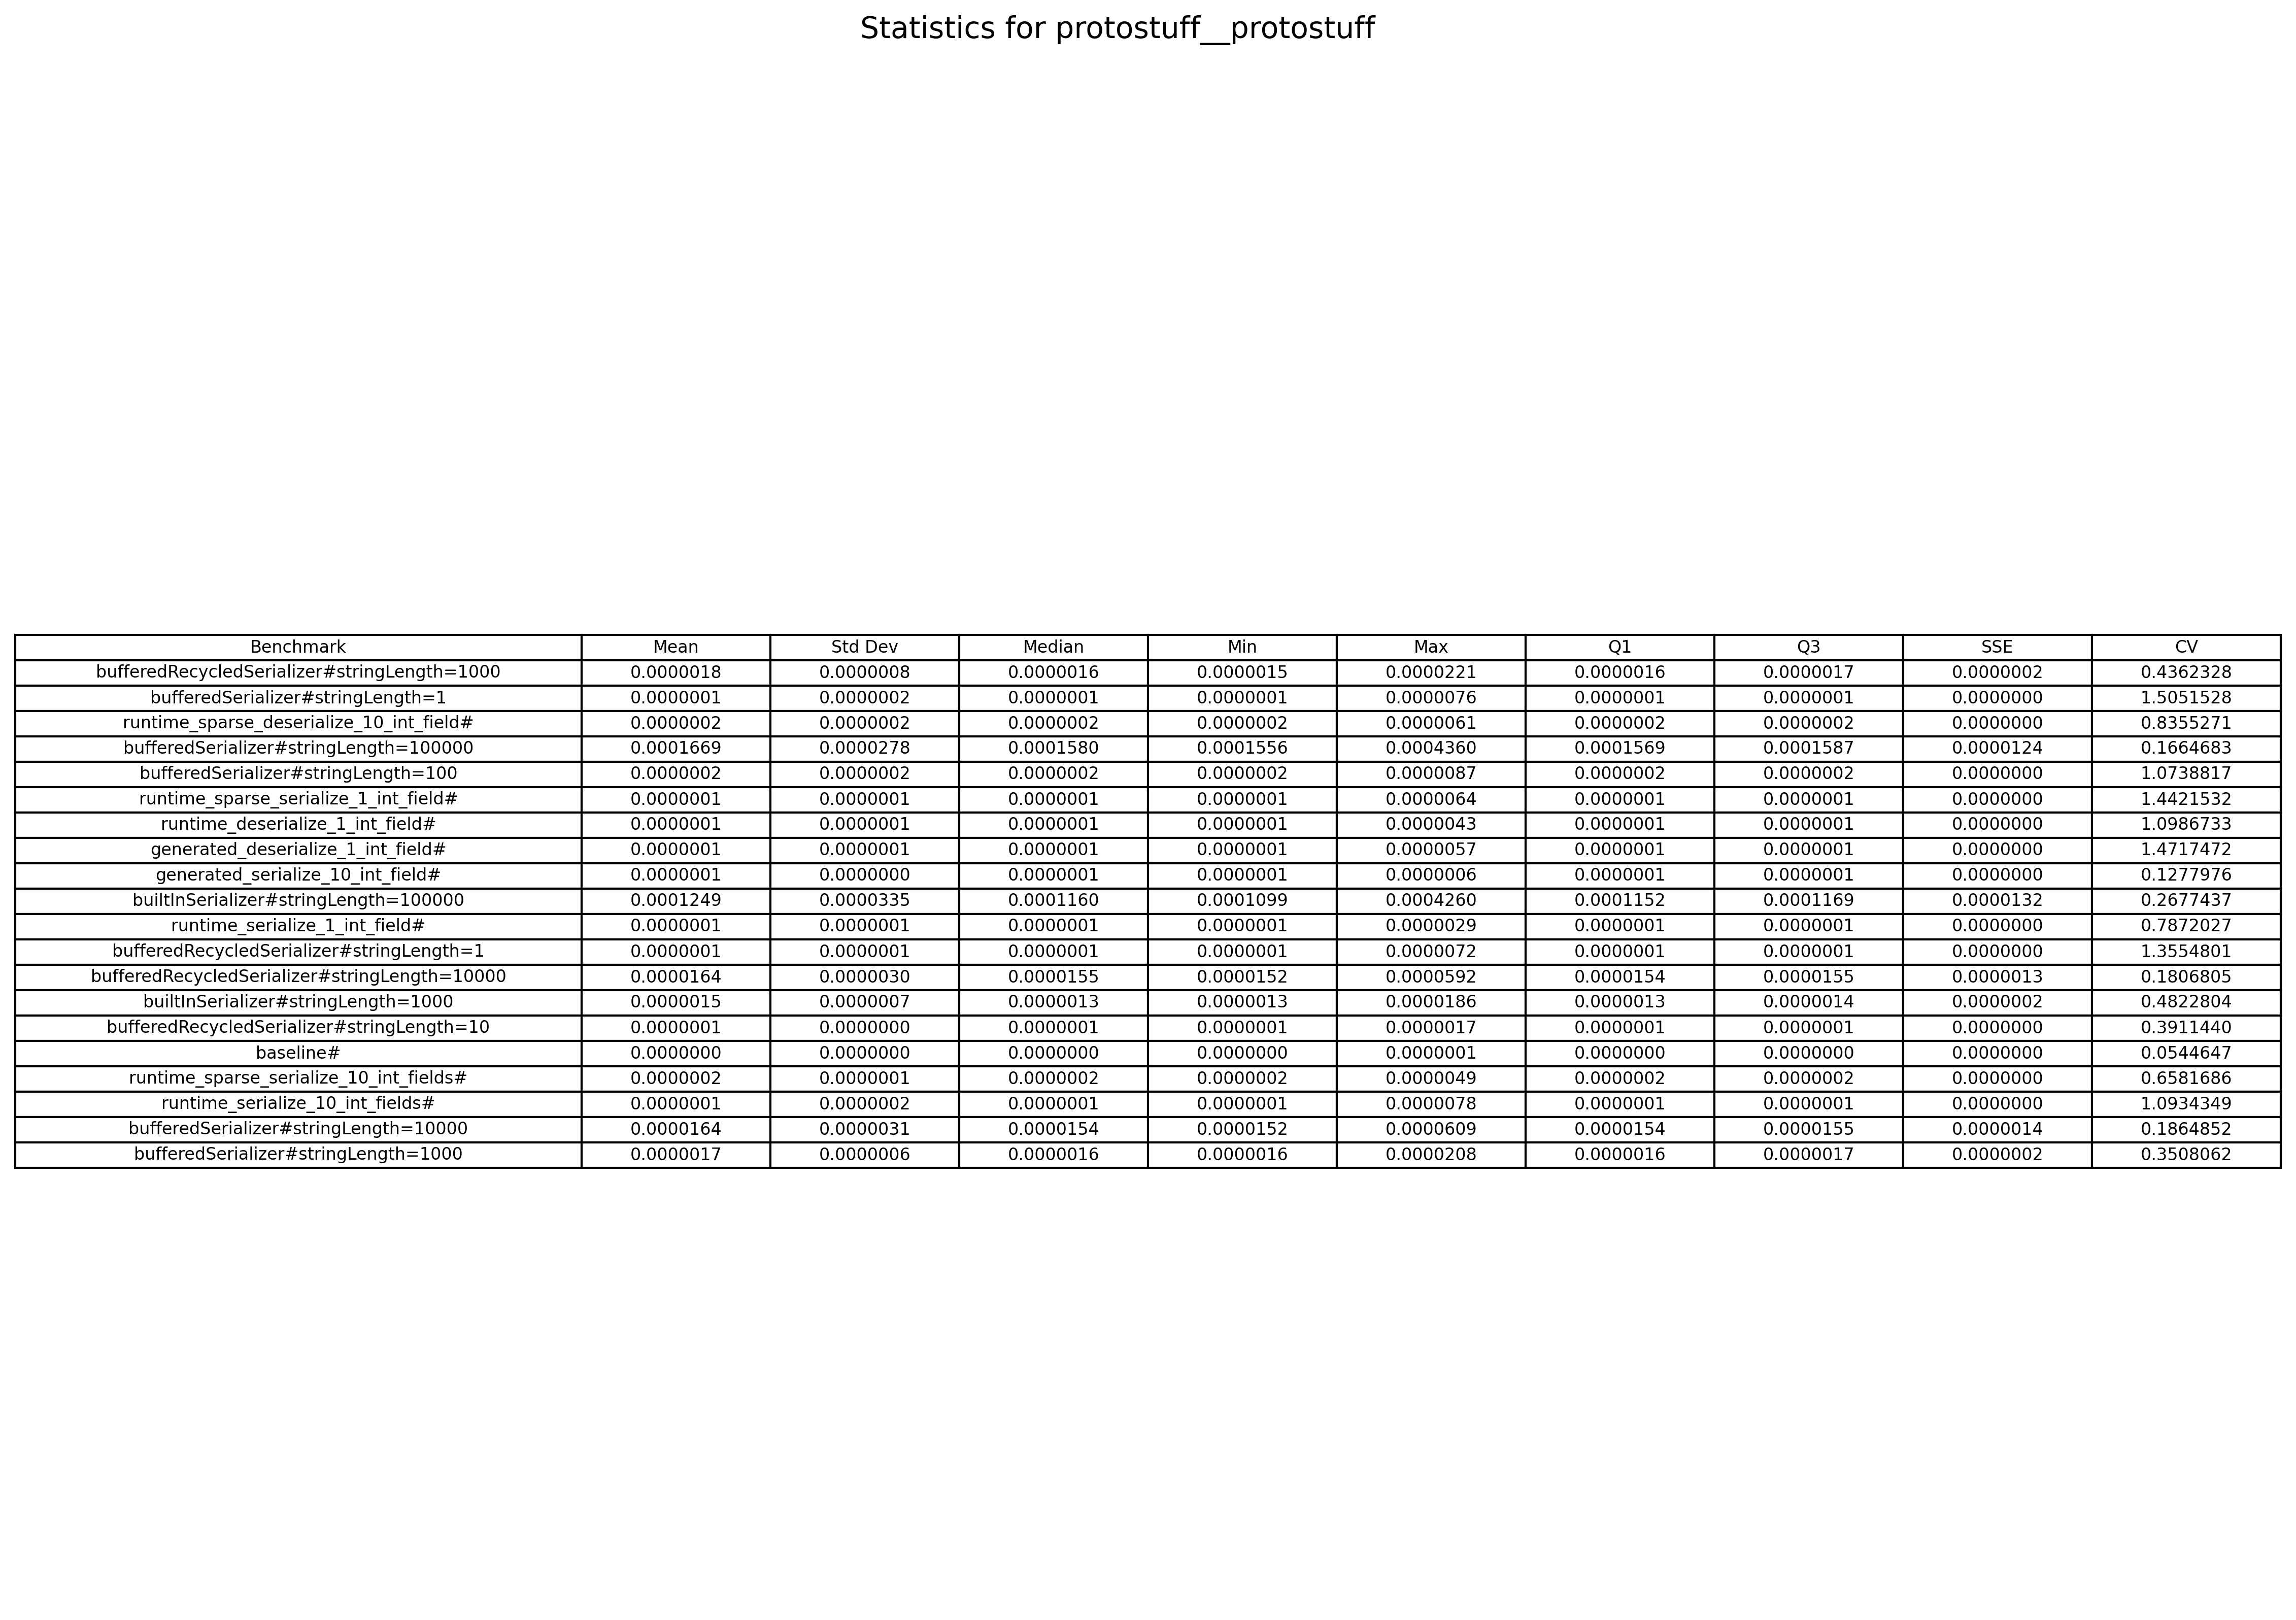 Statistics for protostuff__protostuff
Benchmark Mean Std Dev Median Min Max Q1 Q3 SSE CV
bufferedRecycledSerializer#stringLength=1000 0.0000018 0.0000008 0.0000016 0.0000015 0.0000221 0.0000016 0.0000017 0.0000002 0.4362328
bufferedSerializer#stringLength=1 0.0000001 0.0000002 0.0000001 0.0000001 0.0000076 0.0000001 0.0000001 0.0000000 1.5051528
runtime_sparse_deserialize_10_int_field# 0.0000002 0.0000002 0.0000002 0.0000002 0.0000061 0.0000002 0.0000002 0.0000000 0.8355271
bufferedSerializer#stringLength=100000 0.0001669 0.0000278 0.0001580 0.0001556 0.0004360 0.0001569 0.0001587 0.0000124 0.1664683
bufferedSerializer#stringLength=100 0.0000002 0.0000002 0.0000002 0.0000002 0.0000087 0.0000002 0.0000002 0.0000000 1.0738817
runtime_sparse_serialize_1_int_field# 0.0000001 0.0000001 0.0000001 0.0000001 0.0000064 0.0000001 0.0000001 0.0000000 1.4421532
runtime_deserialize_1_int_field# 0.0000001 0.0000001 0.0000001 0.0000001 0.0000043 0.0000001 0.0000001 0.0000000 1.0986733
generated_deserialize_1_int_field# 0.0000001 0.0000001 0.0000001 0.0000001 0.0000057 0.0000001 0.0000001 0.0000000 1.4717472
generated_serialize_10_int_field# 0.0000001 0.0000000 0.0000001 0.0000001 0.0000006 0.0000001 0.0000001 0.0000000 0.1277976
builtInSerializer#stringLength=100000 0.0001249 0.0000335 0.0001160 0.0001099 0.0004260 0.0001152 0.0001169 0.0000132 0.2677437
runtime_serialize_1_int_field# 0.0000001 0.0000001 0.0000001 0.0000001 0.0000029 0.0000001 0.0000001 0.0000000 0.7872027
bufferedRecycledSerializer#stringLength=1 0.0000001 0.0000001 0.0000001 0.0000001 0.0000072 0.0000001 0.0000001 0.0000000 1.3554801
bufferedRecycledSerializer#stringLength=10000 0.0000164 0.0000030 0.0000155 0.0000152 0.0000592 0.0000154 0.0000155 0.0000013 0.1806805
builtInSerializer#stringLength=1000 0.0000015 0.0000007 0.0000013 0.0000013 0.0000186 0.0000013 0.0000014 0.0000002 0.4822804
bufferedRecycledSerializer#stringLength=10 0.0000001 0.0000000 0.0000001 0.0000001 0.0000017 0.0000001 0.0000001 0.0000000 0.3911440
baseline# 0.0000000 0.0000000 0.0000000 0.0000000 0.0000001 0.0000000 0.0000000 0.0000000 0.0544647
runtime_sparse_serialize_10_int_fields# 0.0000002 0.0000001 0.0000002 0.0000002 0.0000049 0.0000002 0.0000002 0.0000000 0.6581686
runtime_serialize_10_int_fields# 0.0000001 0.0000002 0.0000001 0.0000001 0.0000078 0.0000001 0.0000001 0.0000000 1.0934349
bufferedSerializer#stringLength=10000 0.0000164 0.0000031 0.0000154 0.0000152 0.0000609 0.0000154 0.0000155 0.0000014 0.1864852
bufferedSerializer#stringLength=1000 0.0000017 0.0000006 0.0000016 0.0000016 0.0000208 0.0000016 0.0000017 0.0000002 0.3508062